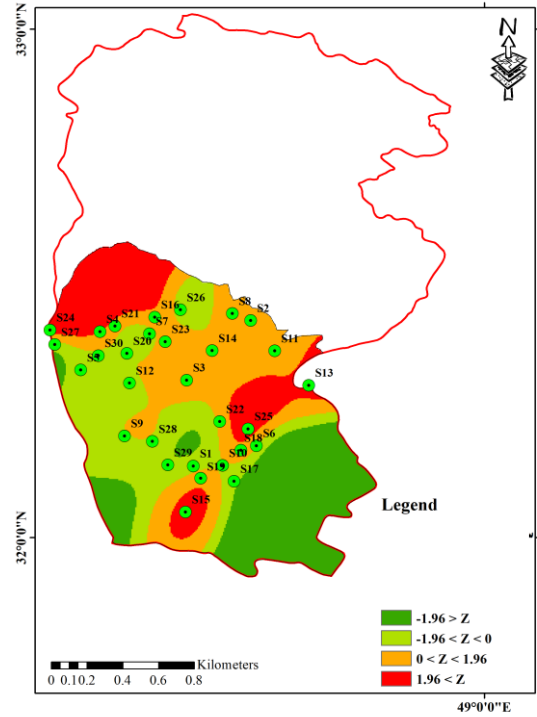 33°0'0"N
N
S24
S4
S21
S16
S26
S8
S2
S27
S7
S30
S20
S23
S14
S11
S5
S12
S3
S13
S22
S25
S9
S28
S18
S6
S29
S1
S10
S19
S17
S15
Legend
32°0'0"N
-1.96 > Z
-1.96 < Z < 0
0 < Z < 1.96
1.96 < Z
Kilometers
0 0.10.2 0.4 0.6 0.8
49°0'0"E